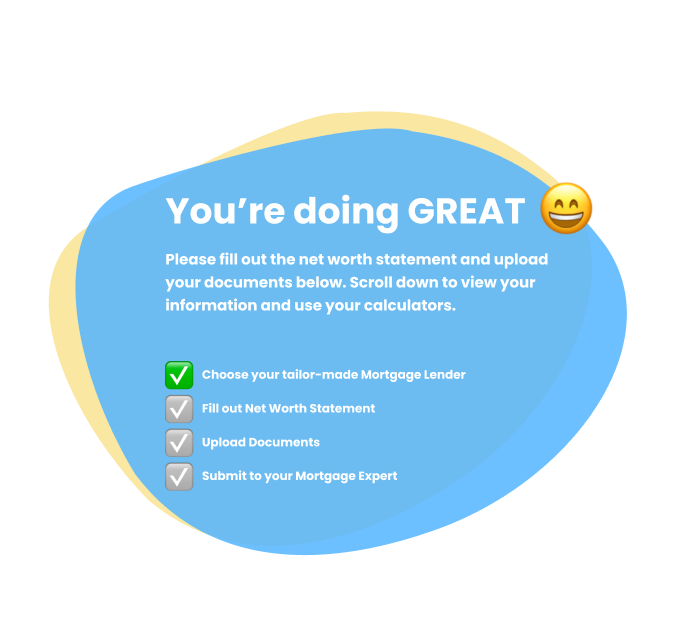 You’re doing GREAT
Please fill out the net worth statement and upload
your documents below. Scroll down to view your
information and use your calculators.
Choose your tailor-made Mortgage Lender
Fill out Net Worth Statement
Upload Documents
Submit to your Mortgage Expert